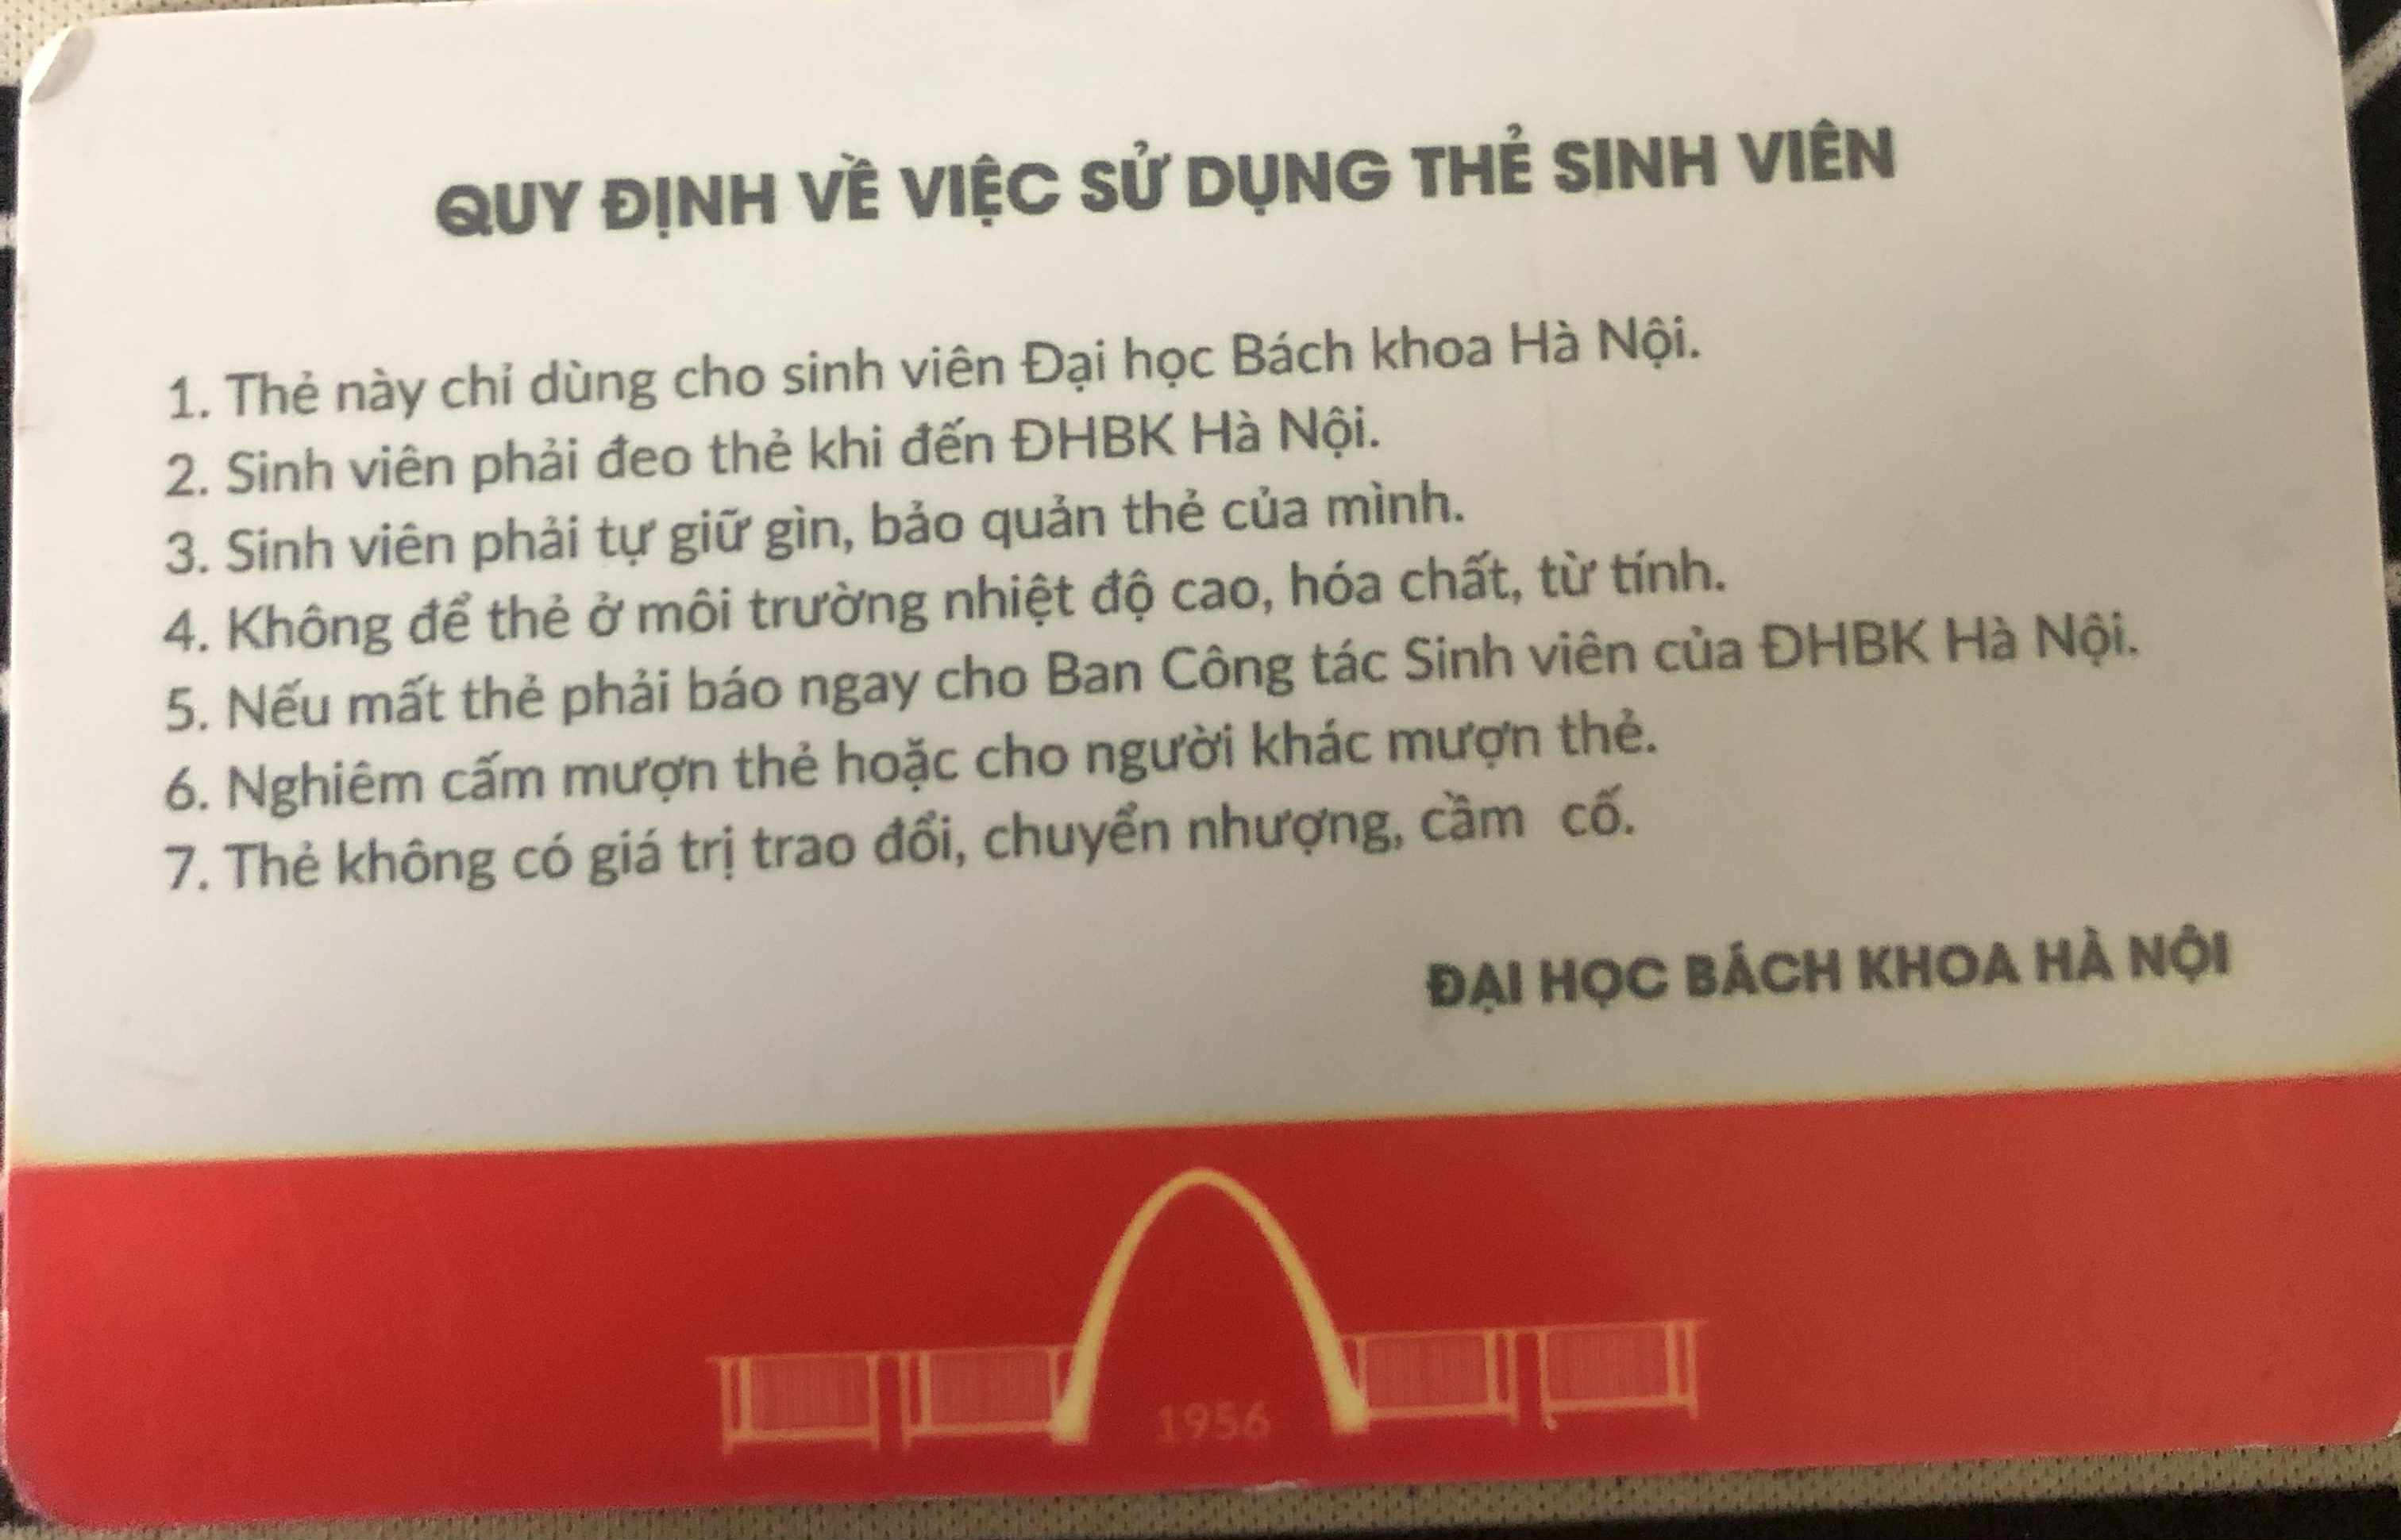 QUY ĐỊNH VỀ VIỆC SỬ DỤNG THẺ SINH VIÊN
1. Thẻ này chỉ dùng cho sinh viên Đại học Bách khoa Hà Nội.
2. Sinh viên phải đeo thẻ khi đến ĐHBK Hà Nội.
3. Sinh viên phải tự giữ gìn, bảo quản thẻ của mình.
4. Không để thẻ ở môi trường nhiệt độ cao, hóa chất, từ tính.
5. Nếu mất thẻ phải báo ngay cho Ban Công tác Sinh viên của ĐHBK Hà Nội.
6. Nghiêm cấm mượn thẻ hoặc cho người khác mượn thẻ.
7. Thẻ không có giá trị trao đổi, chuyển nhượng, cầm cố.
ĐẠI HỌC BÁCH KHOA HÀ NỘI
1956